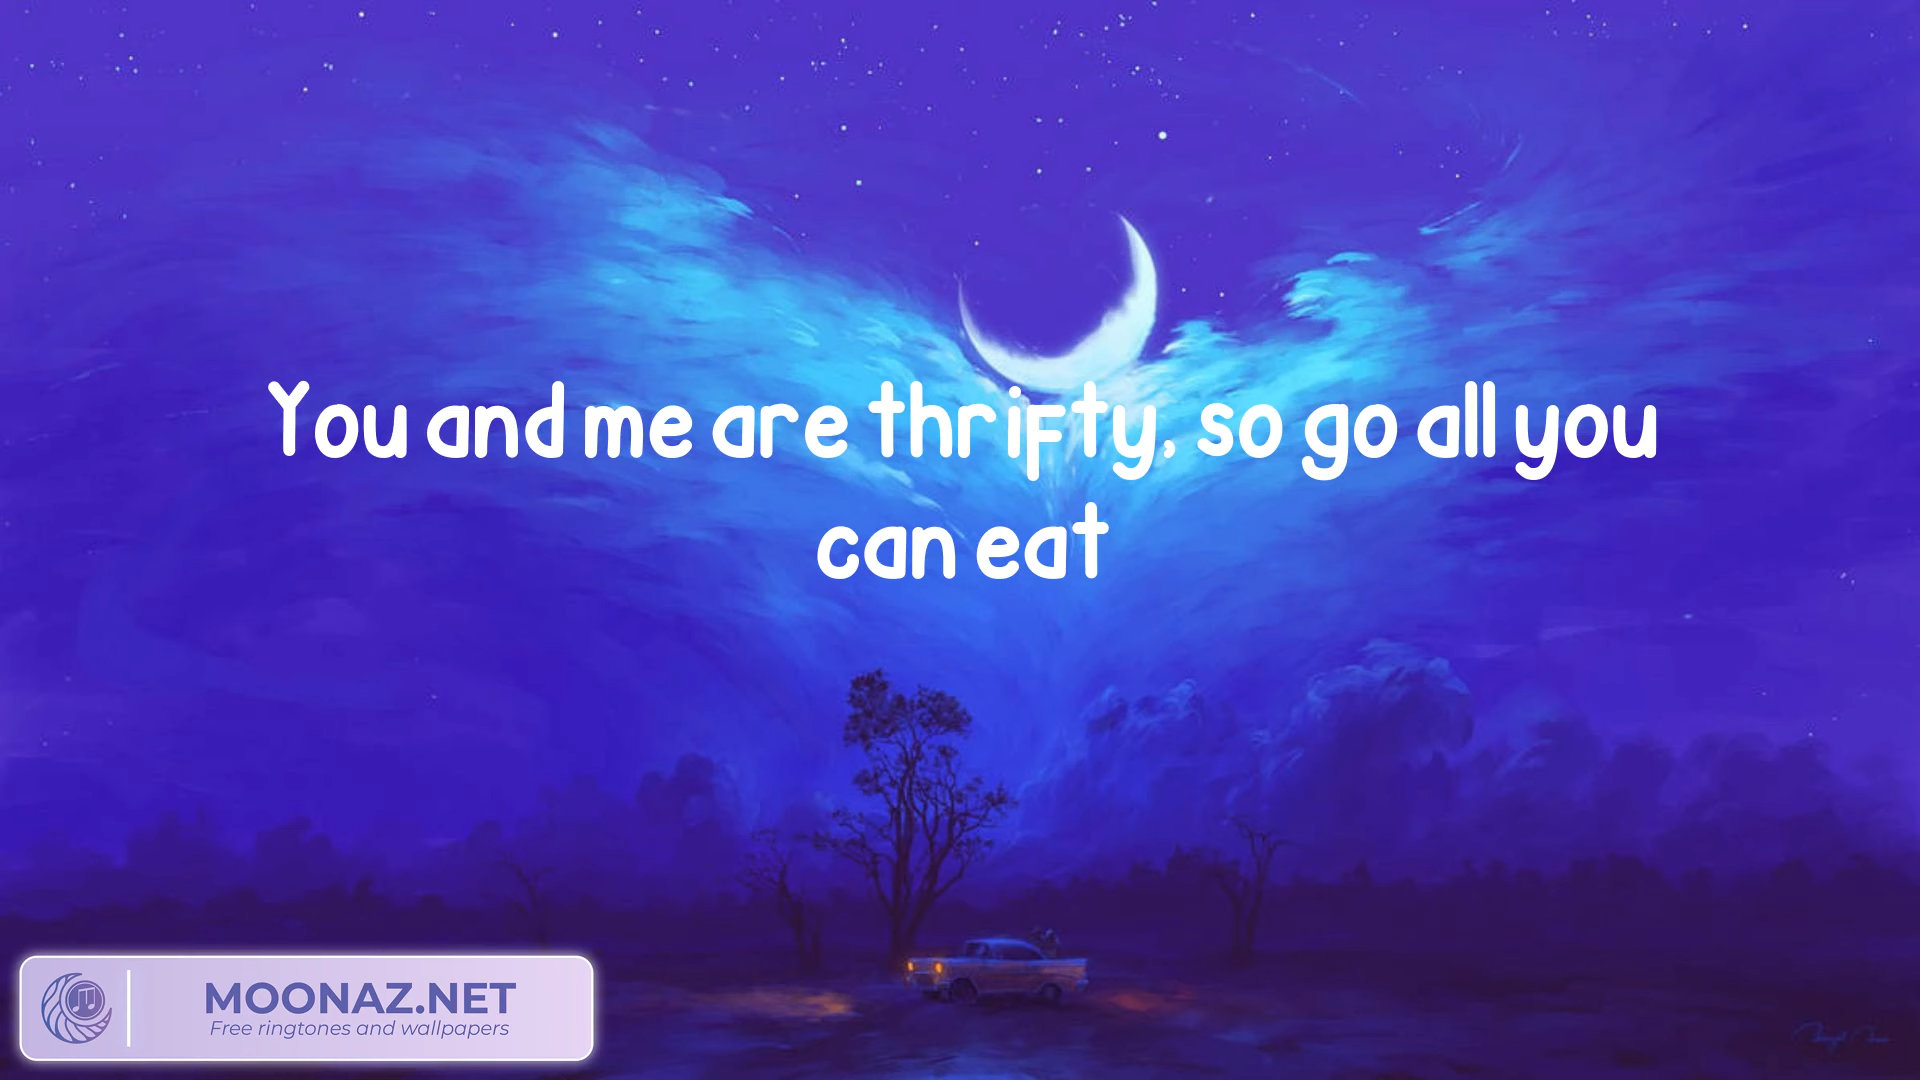 You and me are thrifty, so go all you
can eat
MOONAZ.NET
Free ringtones and wallpapers